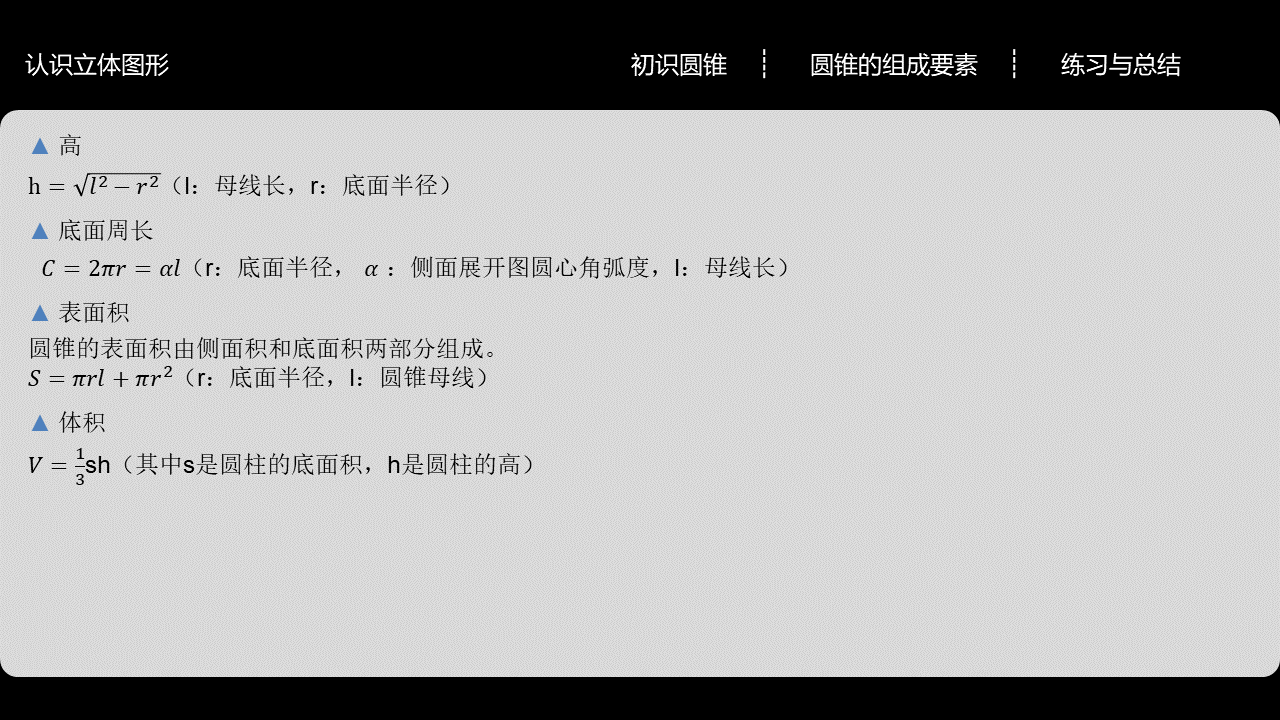 认识立体图形
初识圆锥
圆锥的组成要素
练习与总结
▲ 高
h = √(l² − r²)（l：母线长，r：底面半径）
▲ 底面周长
C = 2πr = αl（r：底面半径， α ：侧面展开图圆心角弧度，l：母线长）
▲ 表面积
圆锥的表面积由侧面积和底面积两部分组成。
S = πrl + πr²（r：底面半径，l：圆锥母线）
▲ 体积
V = 1/3 sh（其中s是圆柱的底面积，h是圆柱的高）